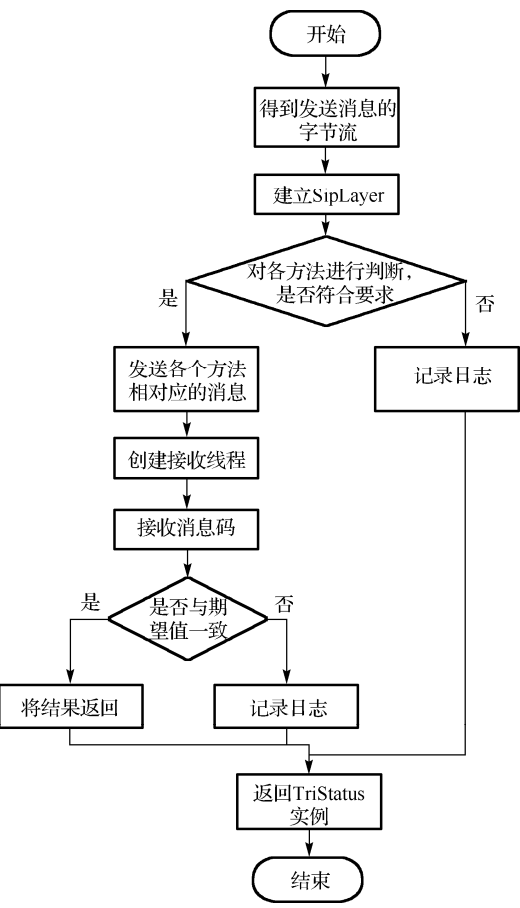 开始
得到发送消息的
字节流
建立SipLayer
对各方法进行判断，
是否符合要求
是
否
发送各个方法
相对应的消息
记录日志
创建接收线程
接收消息码
是
否
是否与期
望值一致
将结果返回
记录日志
返回TriStatus
实例
结束